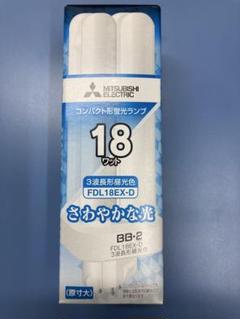 MITSUBISHI
ELECTRIC
コンパクト形蛍光ランプ
18
ワット
3波長形昼光色
FDL18EX-D
さわやかな光
BB・2
FDL18EX-D
3波長形昼光色
(原寸大)